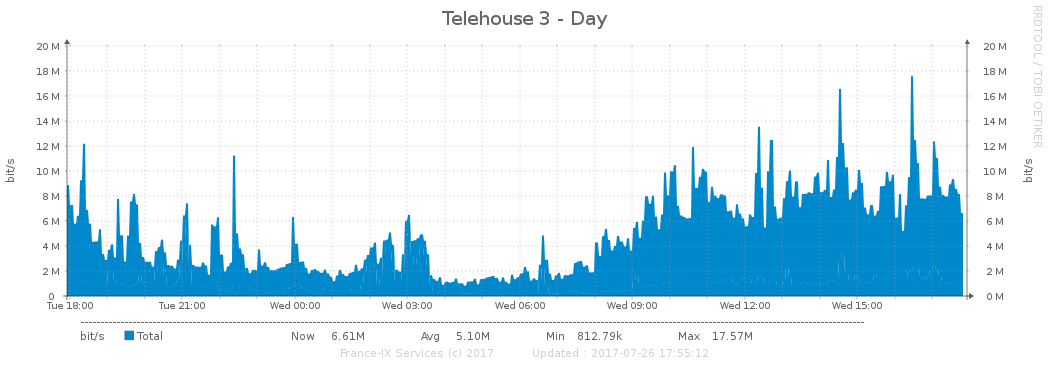 Telehouse 3 - Day
RRDTOOL / TOBI OETIKER
20 M 20 M
18 M 18 M
16 M 16 M
14 M 14 M
12 M 12 M
10 M 10 M
8 M 8 M
6 M 6 M
4 M 4 M
2 M 2 M
0 0 M
bit/s bit/s
Tue 18:00 Tue 21:00 Wed 00:00 Wed 03:00 Wed 06:00 Wed 09:00 Wed 12:00 Wed 15:00
bit/s Total Now 6.61M Avg 5.10M Min 812.79k Max 17.57M
France-IX Services (c) 2017 Updated : 2017-07-26 17:55:12